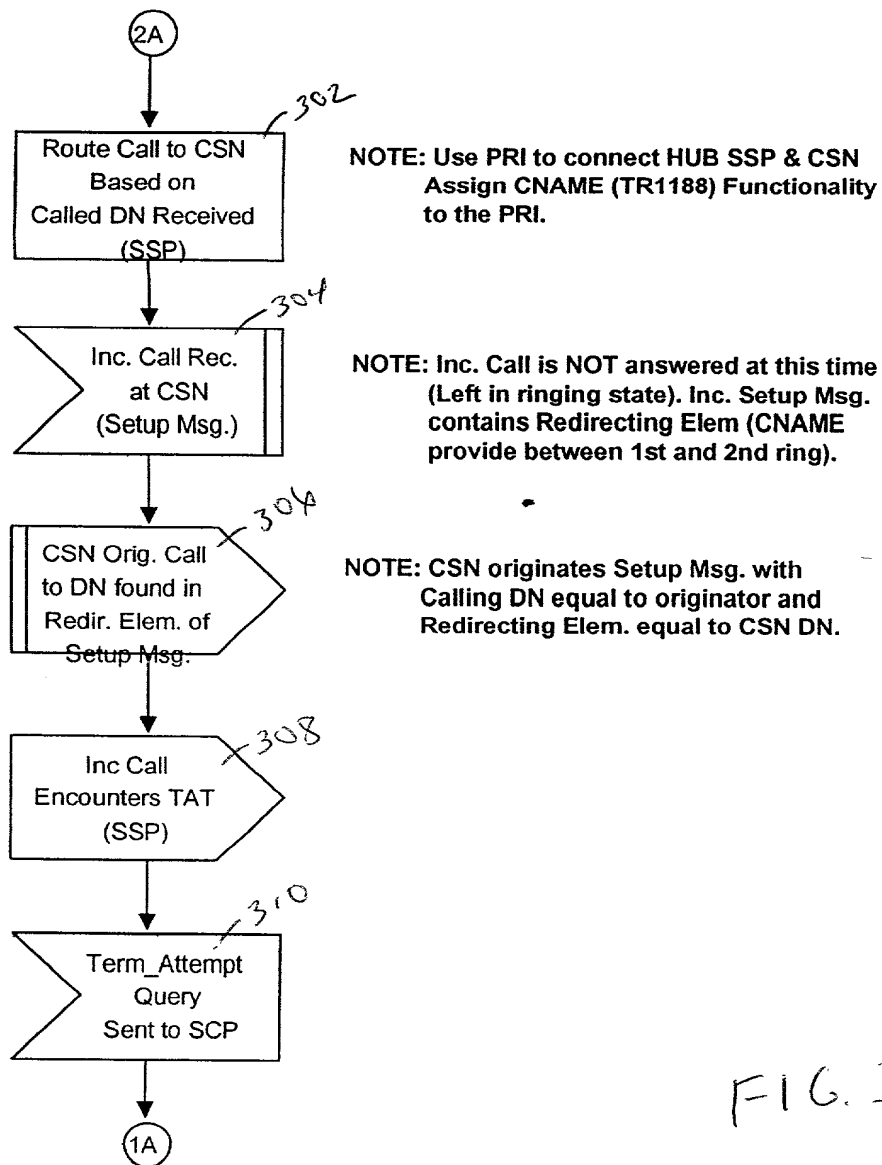 2A
302
Route Call to CSN
Based on
Called DN Received
(SSP)
NOTE: Use PRI to connect HUB SSP & CSN
Assign CNAME (TR1188) Functionality
to the PRI.
304
Inc. Call Rec.
at CSN
(Setup Msg.)
NOTE: Inc. Call is NOT answered at this time
(Left in ringing state). Inc. Setup Msg.
contains Redirecting Elem (CNAME
provide between 1st and 2nd ring).
306
CSN Orig. Call
to DN found in
Redir. Elem. of
Setup Msg.
NOTE: CSN originates Setup Msg. with
Calling DN equal to originator and
Redirecting Elem. equal to CSN DN.
308
Inc Call
Encounters TAT
(SSP)
310
Term_Attempt
Query
Sent to SCP
FIG.
1A